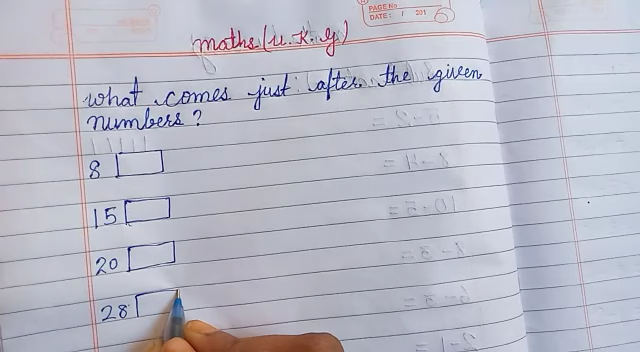 PAGE No
DATE: / 201
maths (U.K.G)
what comes just after the given
numbers?
8
15
20
28